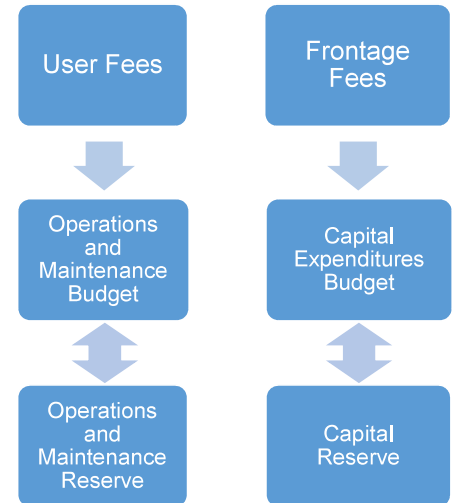 User Fees
Frontage
Fees
Operations
and
Maintenance
Budget
Capital
Expenditures
Budget
Operations
and
Maintenance
Reserve
Capital
Reserve